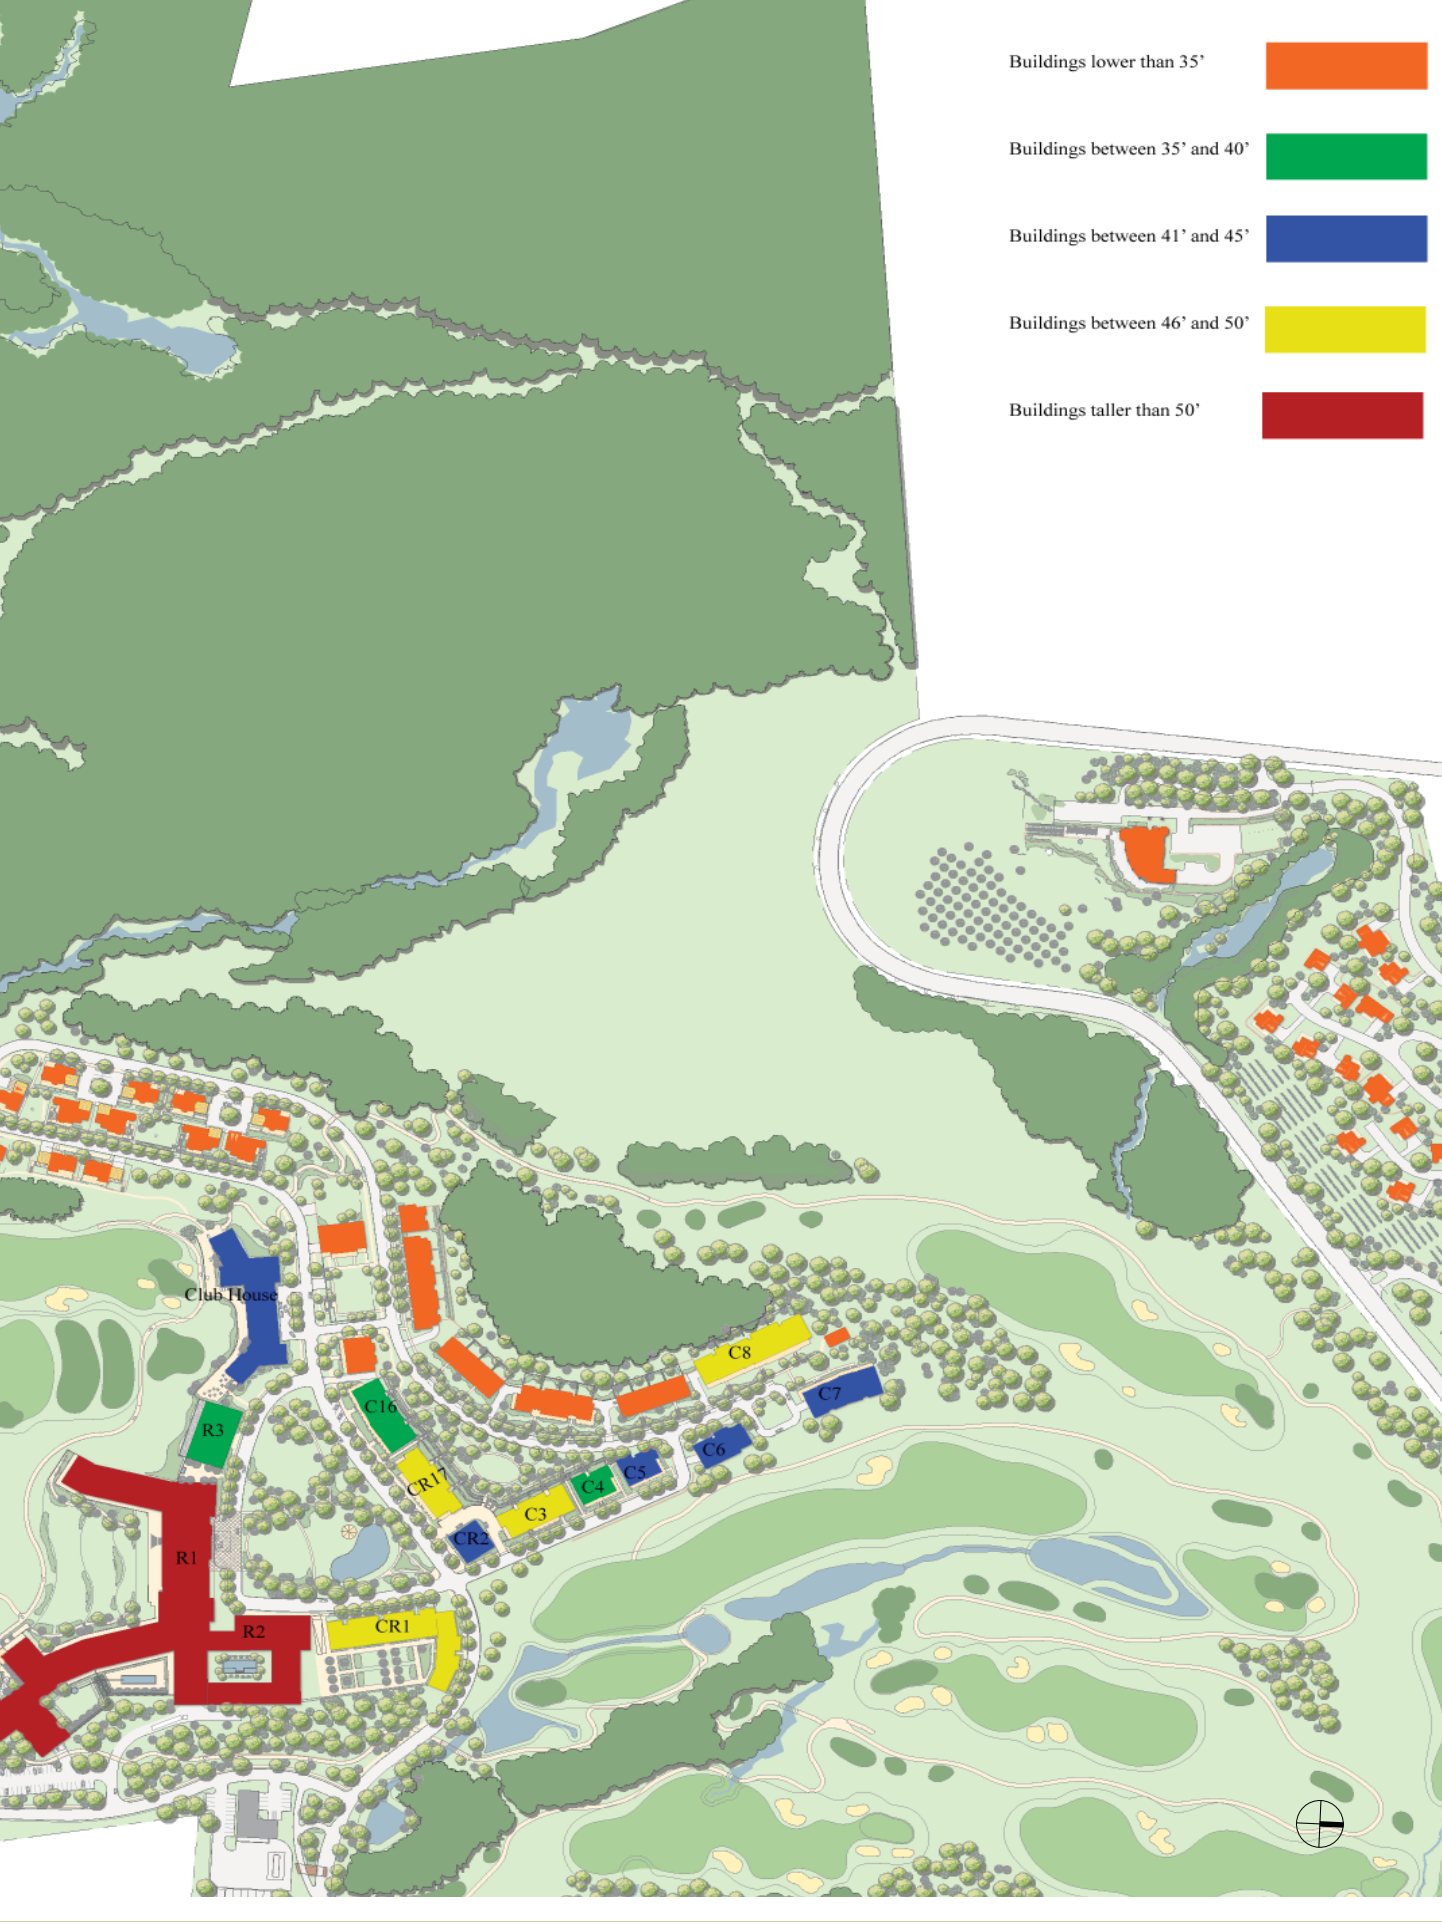 Buildings lower than 35’
Buildings between 35’ and 40’
Buildings between 41’ and 45’
Buildings between 46’ and 50’
Buildings taller than 50’
Club House
C8
C7
C16
R3
C6
C5
CR17
C4
C3
CR2
R1
R2
CR1